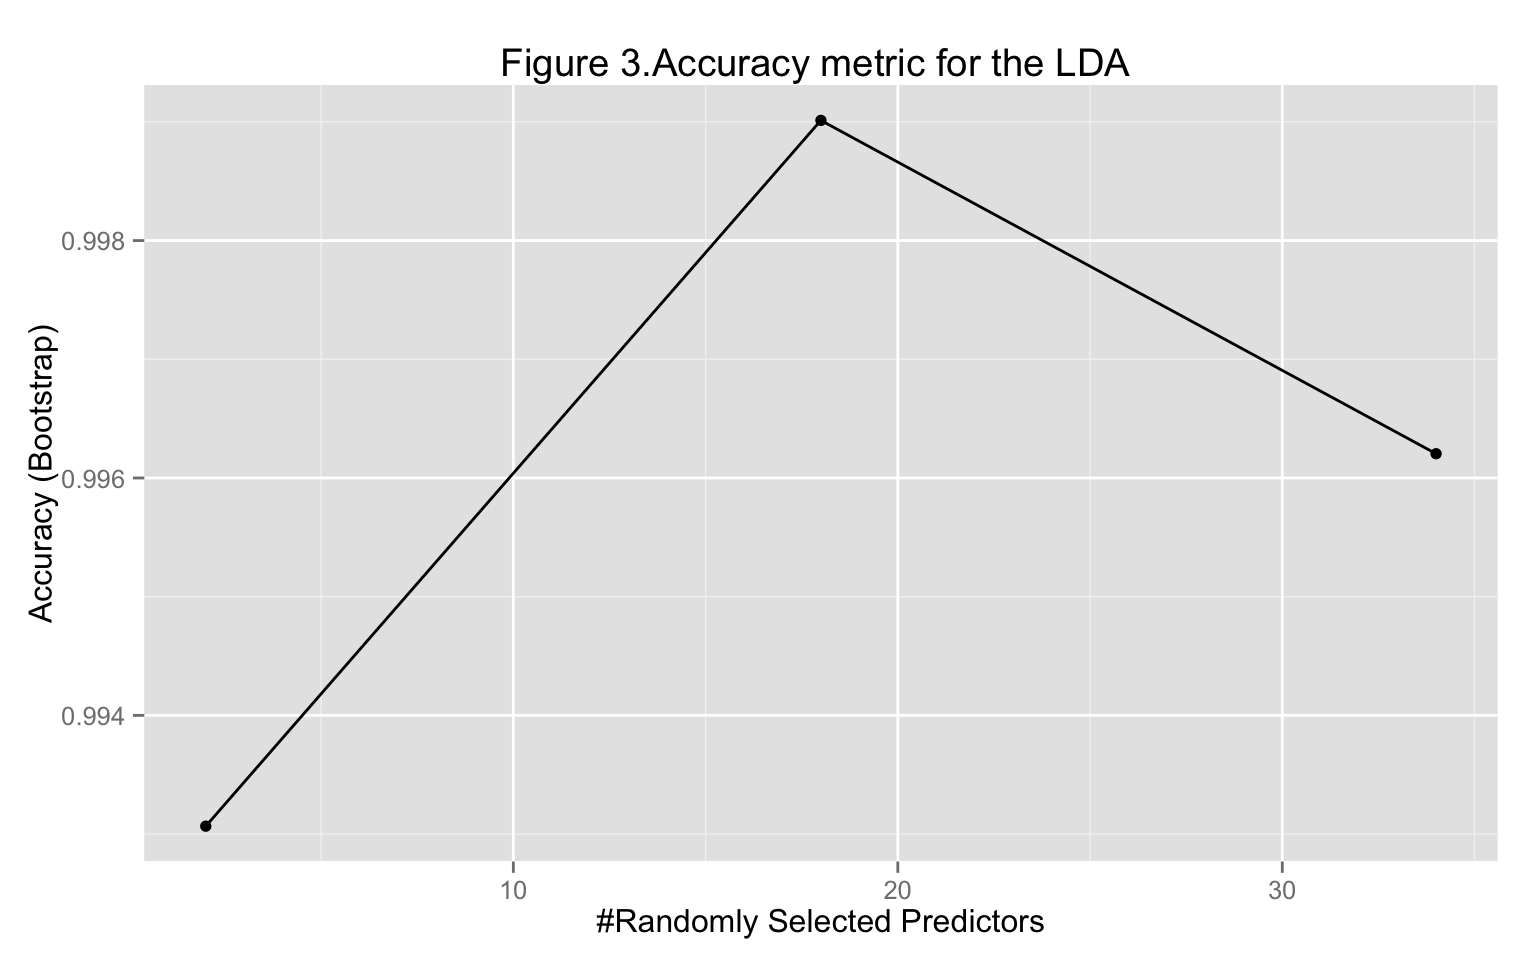 Figure 3.Accuracy metric for the LDA
0.998
0.996
0.994
Accuracy (Bootstrap)
10 20 30
#Randomly Selected Predictors